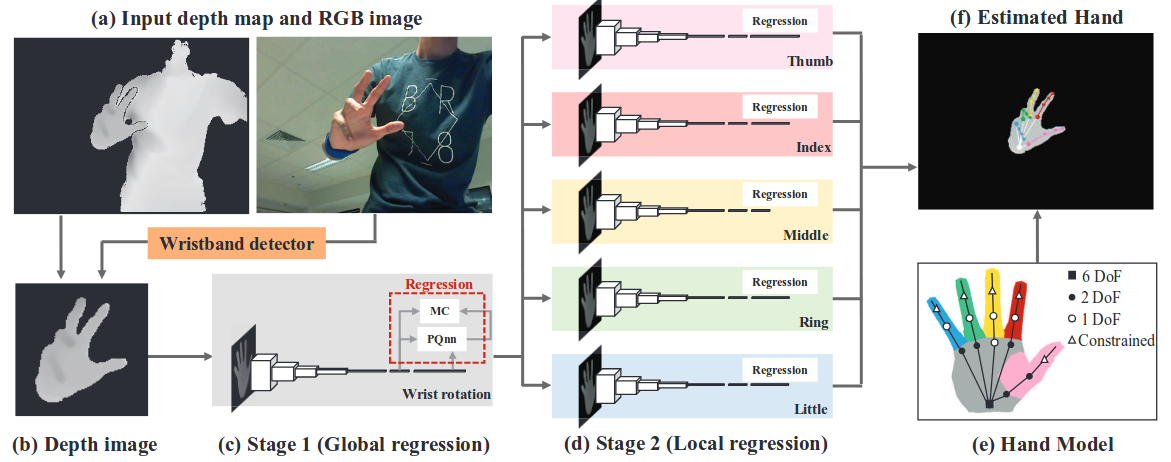 (a) Input depth map and RGB image
(f) Estimated Hand
Regression
Thumb
Regression
Index
Regression
Middle
Regression
Ring
Regression
Little
BAR
78
Wristband detector
Regression
MC
PQnn
Wrist rotation
6 DoF
2 DoF
1 DoF
Constrained
(b) Depth image
(c) Stage 1 (Global regression)
(d) Stage 2 (Local regression)
(e) Hand Model